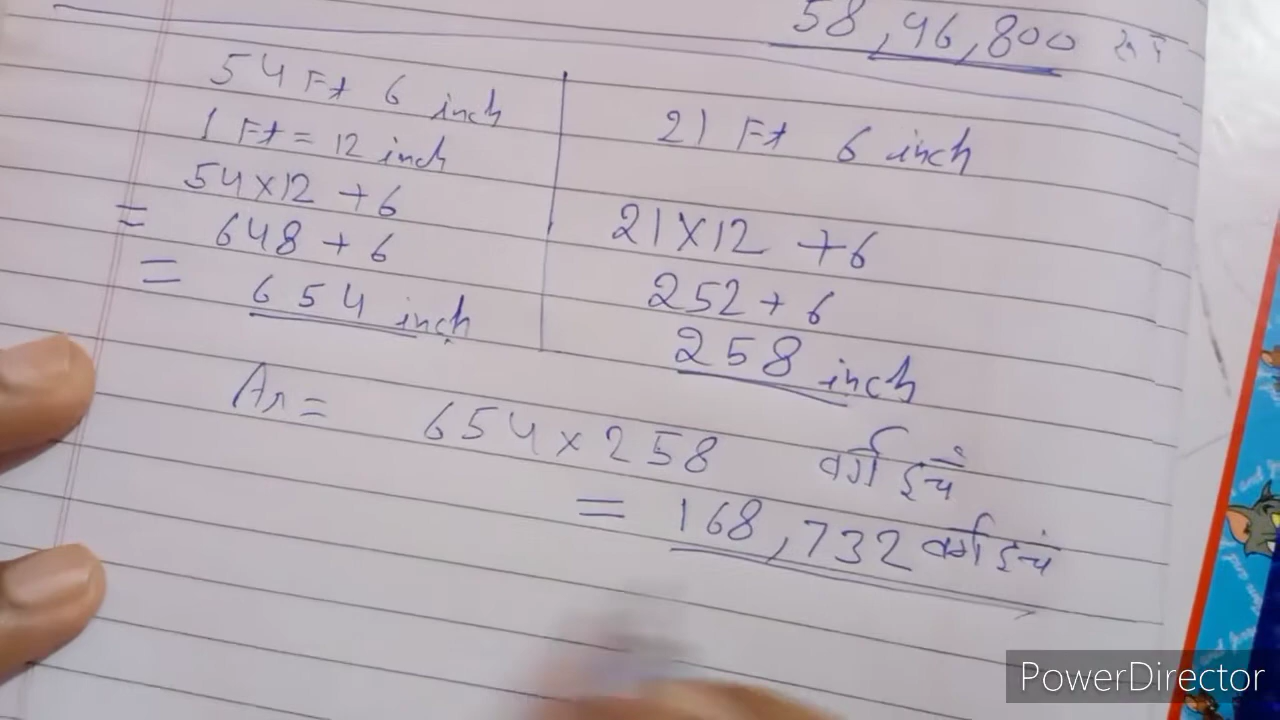 58,96,800
54 Ft 6 inch
1 Ft = 12 inch
54×12 +6
= 648 + 6
= 654 inch
21 Ft 6 inch
21×12 +6
252 + 6
258 inch
Ar = 654×258 वर्ग इंच
= 168,732 वर्ग इंच
PowerDirector